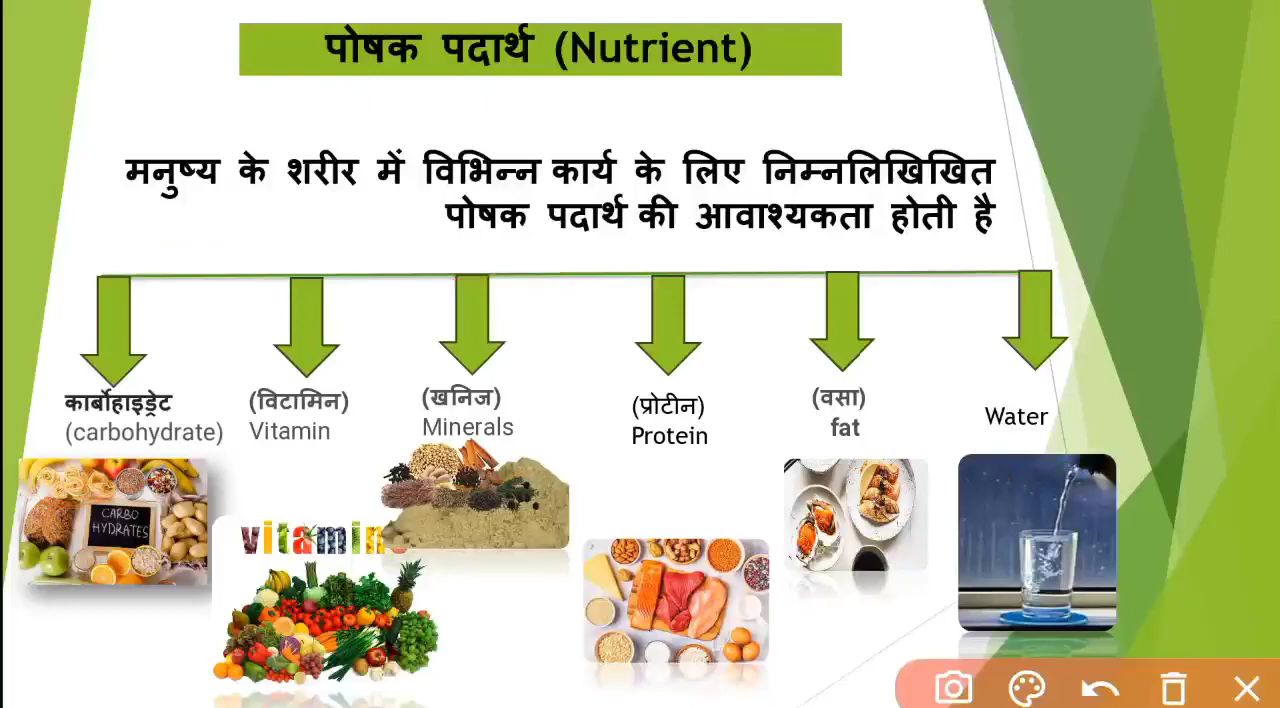 पोषक पदार्थ (Nutrient)
मनुष्य के शरीर में विभिन्न कार्य के लिए निम्नलिखिखित
पोषक पदार्थ की आवाश्यकता होती है
कार्बोहाइड्रेट
(carbohydrate)
(विटामिन)
Vitamin
(खनिज)
Minerals
(प्रोटीन)
Protein
(वसा)
fat
Water
CARBO
HYDRATES
vitamin